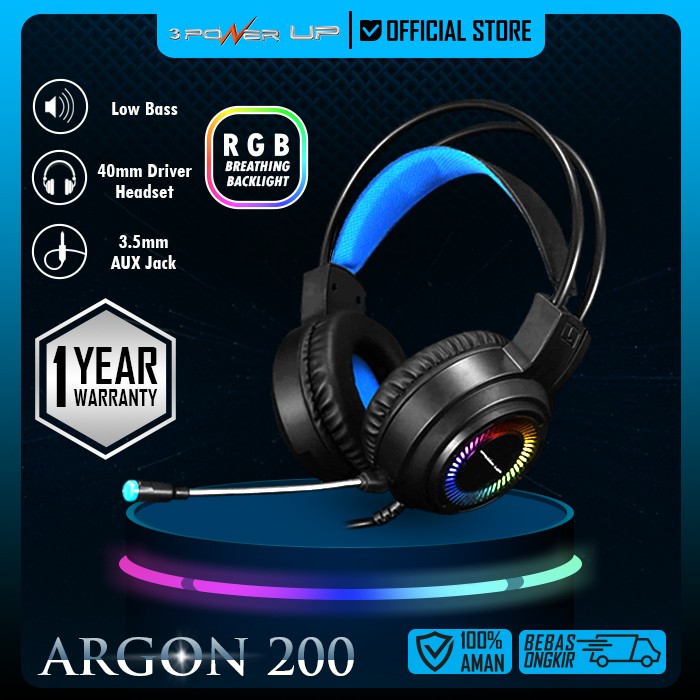 3POWER UP
OFFICIAL STORE
Low Bass
40mm Driver
Headset
3.5mm
AUX Jack
RGB
BREATHING
BACKLIGHT
1 YEAR
WARRANTY
L
ARGON 200
100%
AMAN
BEBAS
ONGKIR